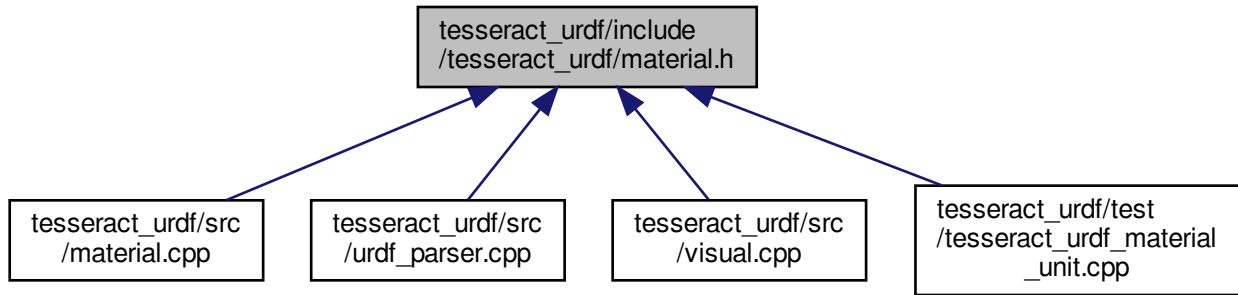 tesseract_urdf/include
/tesseract_urdf/material.h
tesseract_urdf/src
/material.cpp
tesseract_urdf/src
/urdf_parser.cpp
tesseract_urdf/src
/visual.cpp
tesseract_urdf/test
/tesseract_urdf_material
_unit.cpp